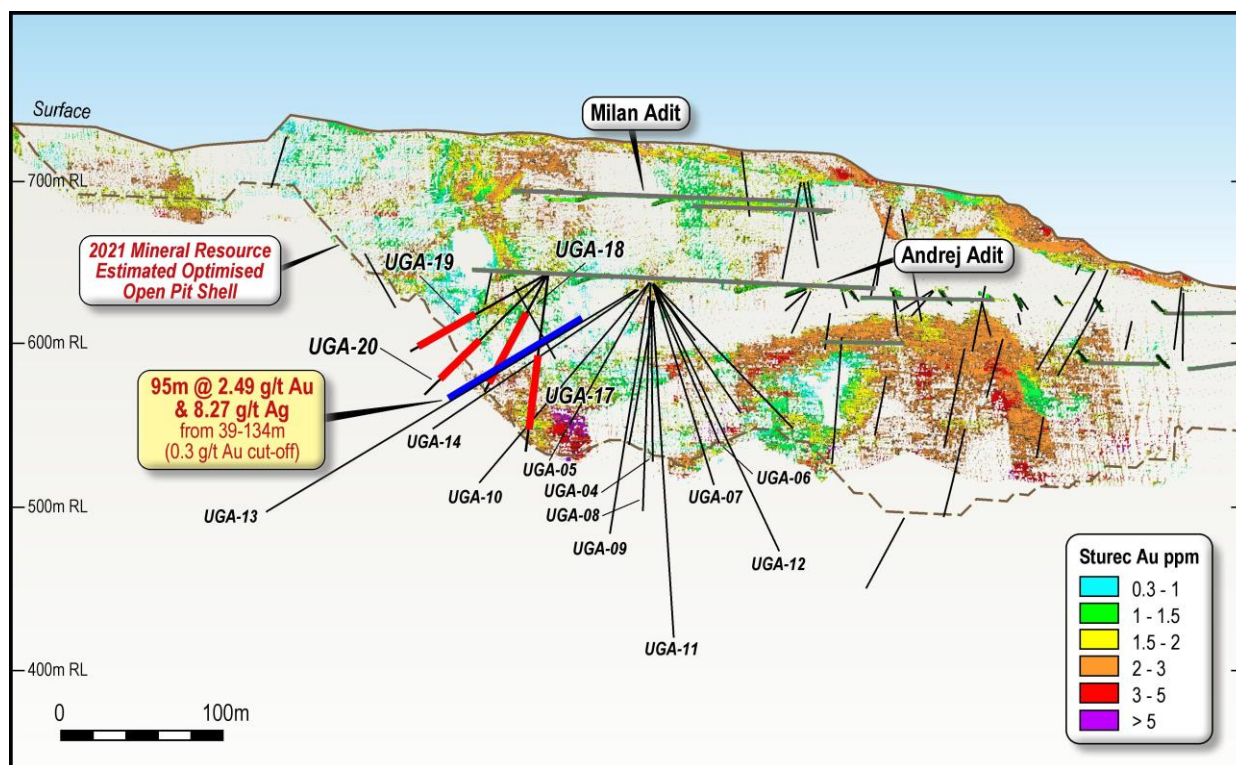 Surface
Milan Adit
700m RL
2021 Mineral Resource
Estimated Optimised
Open Pit Shell
UGA-19
UGA-18
Andrej Adit
600m RL
UGA-20
95m @ 2.49 g/t Au
& 8.27 g/t Ag
from 39-134m
(0.3 g/t Au cut-off)
UGA-17
UGA-14
UGA-05
UGA-06
UGA-10
UGA-04
UGA-07
UGA-13
500m RL
UGA-08
UGA-09
UGA-12
UGA-11
400m RL
0 100m
Sturec Au ppm
0.3 - 1
1 - 1.5
1.5 - 2
2 - 3
3 - 5
> 5